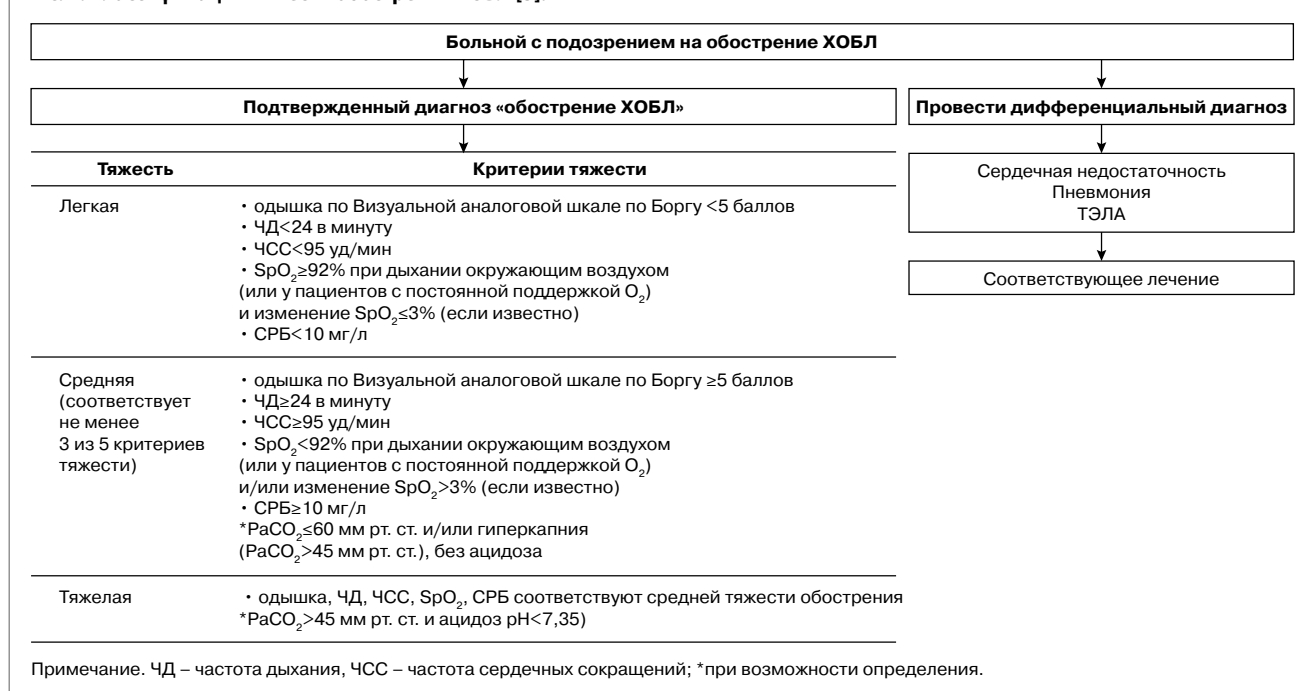 Больной с подозрением на обострение ХОБЛ
Подтвержденный диагноз «обострение ХОБЛ»
Провести дифференциальный диагноз
Тяжесть
Критерии тяжести
Легкая
• одышка по Визуальной аналоговой шкале по Боргу <5 баллов
• ЧД<24 в минуту
• ЧСС<95 уд/мин
• SpO₂≥92% при дыхании окружающим воздухом
(или у пациентов с постоянной поддержкой O₂)
и изменение SpO₂≤3% (если известно)
• СРБ<10 мг/л
Средняя
(соответствует
не менее
3 из 5 критериев
тяжести)
• одышка по Визуальной аналоговой шкале по Боргу ≥5 баллов
• ЧД≥24 в минуту
• ЧСС≥95 уд/мин
• SpO₂<92% при дыхании окружающим воздухом
(или у пациентов с постоянной поддержкой O₂)
и/или изменение SpO₂>3% (если известно)
• СРБ≥10 мг/л
*PaCO₂≤60 мм рт. ст. и/или гиперкапния
(PaCO₂>45 мм рт. ст.), без ацидоза
Тяжелая
• одышка, ЧД, ЧСС, SpO₂, СРБ соответствуют средней тяжести обострения
*PaCO₂>45 мм рт. ст. и ацидоз pH<7,35)
Сердечная недостаточность
Пневмония
ТЭЛА
Соответствующее лечение
Примечание. ЧД – частота дыхания, ЧСС – частота сердечных сокращений; *при возможности определения.